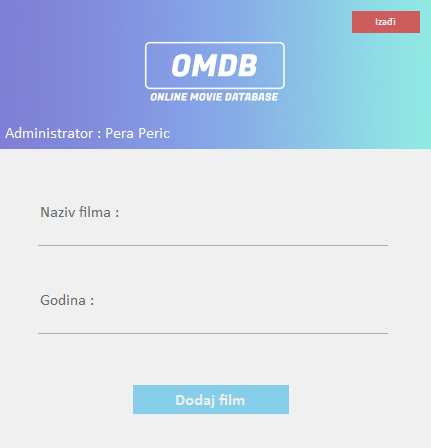 Izađi
OMDB
ONLINE MOVIE DATABASE
Administrator : Pera Peric
Naziv filma :
Godina :
Dodaj film